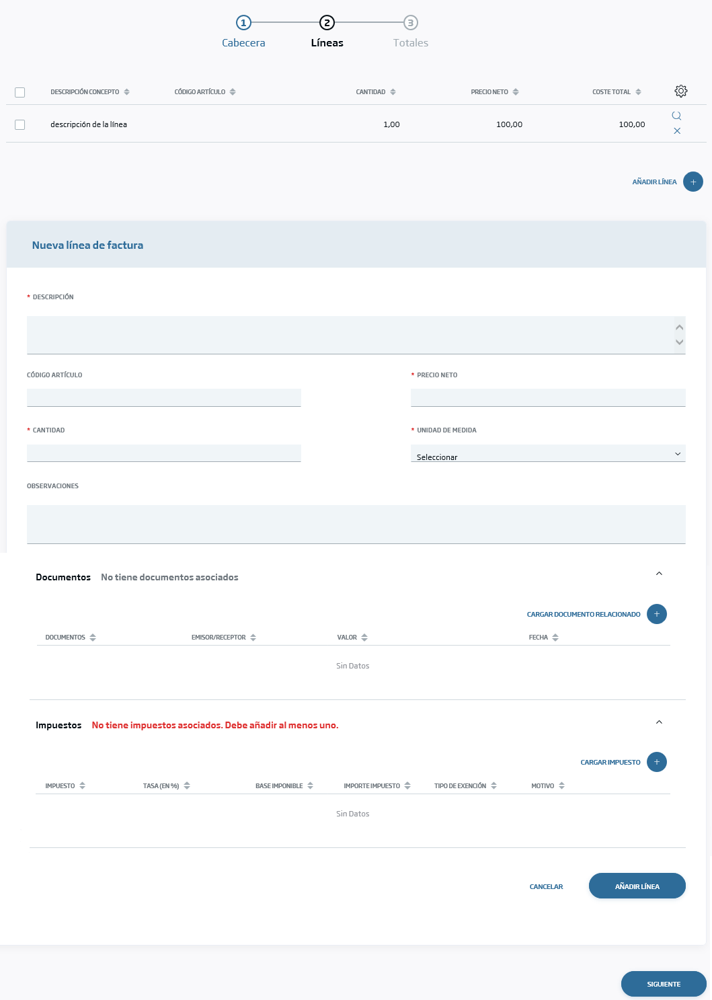 1 2 3
Cabecera Líneas Totales
DESCRIPCIÓN CONCEPTO CÓDIGO ARTÍCULO CANTIDAD PRECIO NETO COSTE TOTAL
descripción de la línea 1,00 100,00 100,00
AÑADIR LÍNEA +
Nueva línea de factura
* DESCRIPCIÓN
CÓDIGO ARTÍCULO * PRECIO NETO
* CANTIDAD * UNIDAD DE MEDIDA
Seleccionar
OBSERVACIONES
Documentos No tiene documentos asociados
CARGAR DOCUMENTO RELACIONADO +
DOCUMENTOS EMISOR/RECEPTOR VALOR FECHA
Sin Datos
Impuestos No tiene impuestos asociados. Debe añadir al menos uno.
CARGAR IMPUESTO +
IMPUESTO TASA (EN %) BASE IMPONIBLE IMPORTE IMPUESTO TIPO DE EXENCIÓN MOTIVO
Sin Datos
CANCELAR AÑADIR LÍNEA
SIGUIENTE